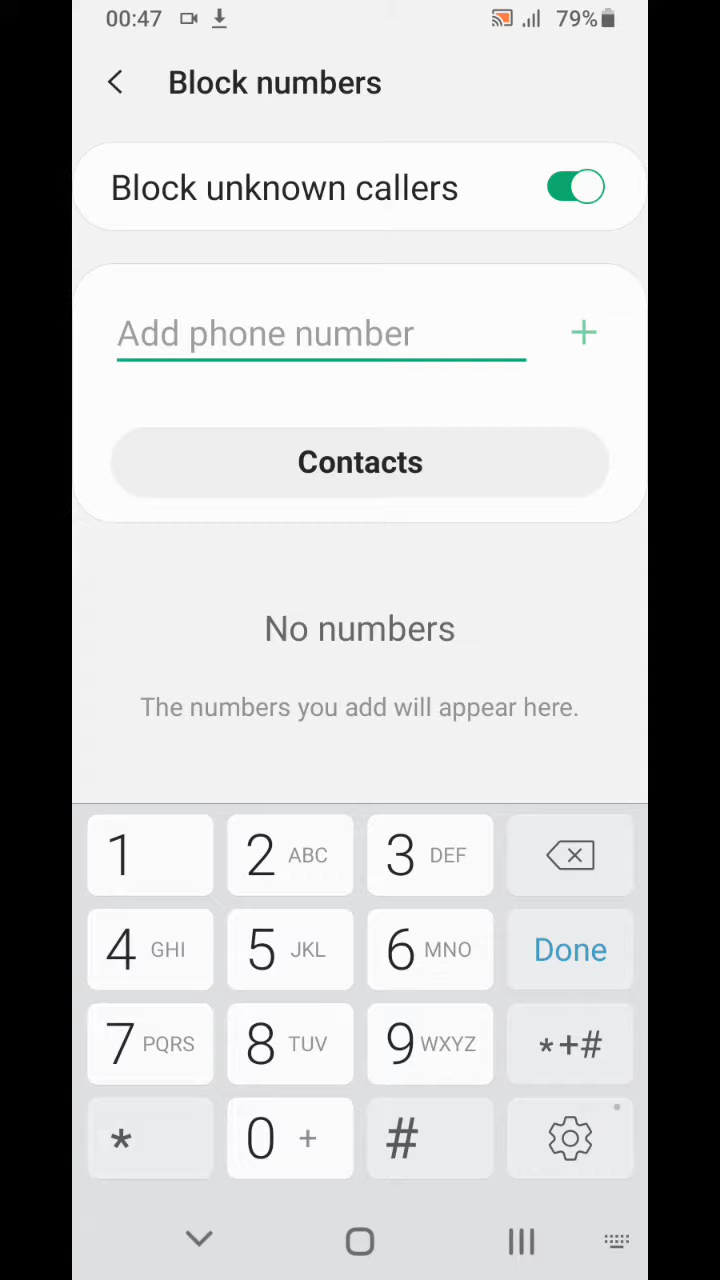 00:47 79%
Block numbers
Block unknown callers
Add phone number +
Contacts
No numbers
The numbers you add will appear here.
1 2 ABC 3 DEF
4 GHI 5 JKL 6 MNO Done
7 PQRS 8 TUV 9 WXYZ *+#
* 0 + #